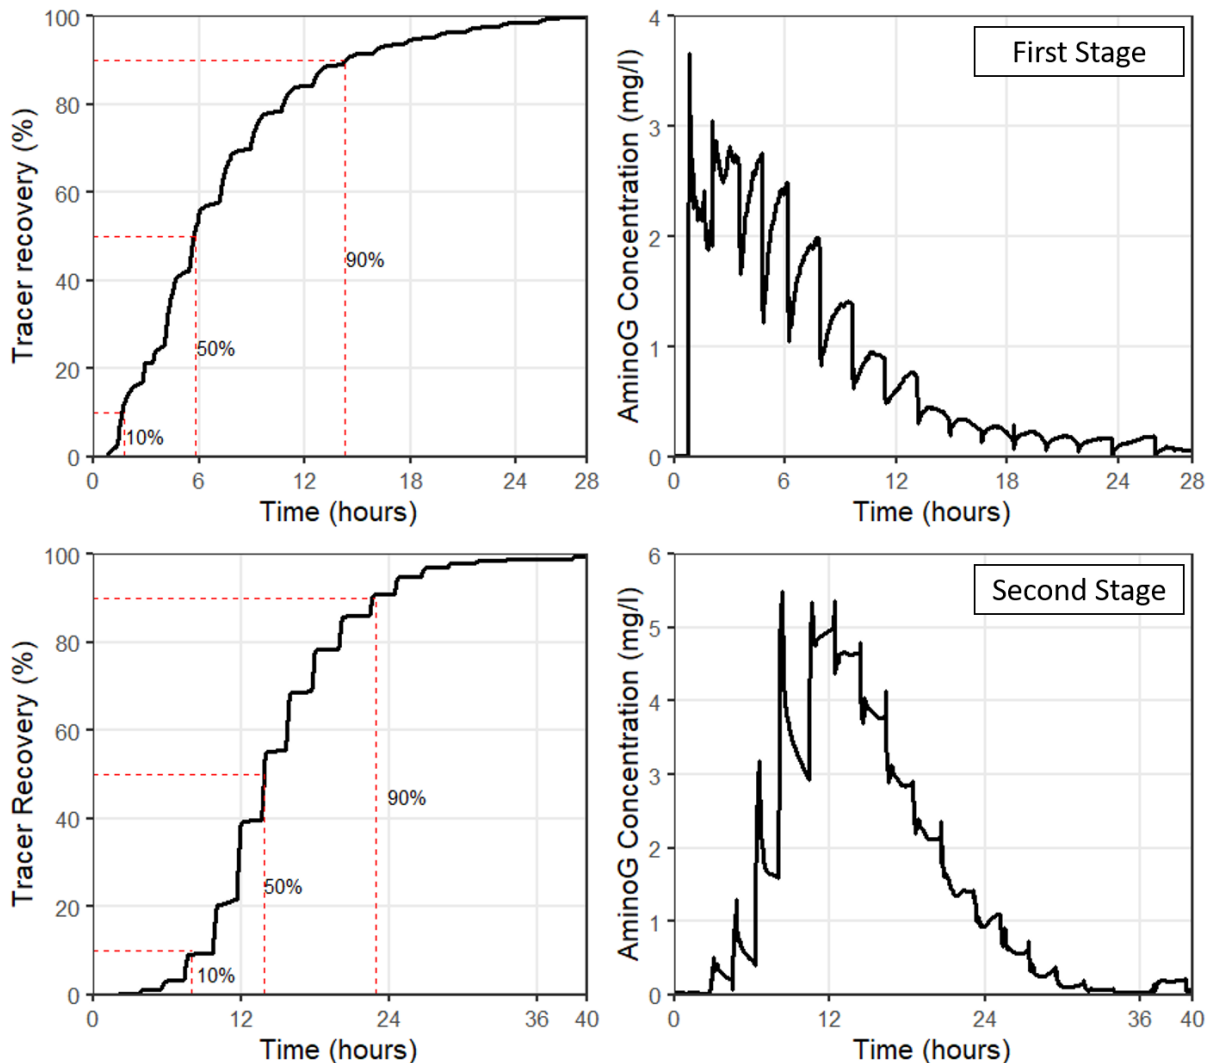 Tracer recovery (%)
100
80
60
40
20
0
10%
50%
90%
0 6 12 18 24 28
Time (hours)
AminoG Concentration (mg/l)
4
3
2
1
0
First Stage
0 6 12 18 24 28
Time (hours)
Tracer Recovery (%)
100
80
60
40
20
0
10%
50%
90%
0 12 24 36 40
Time (hours)
AminoG Concentration (mg/l)
6
5
4
3
2
1
0
Second Stage
0 12 24 36 40
Time (hours)